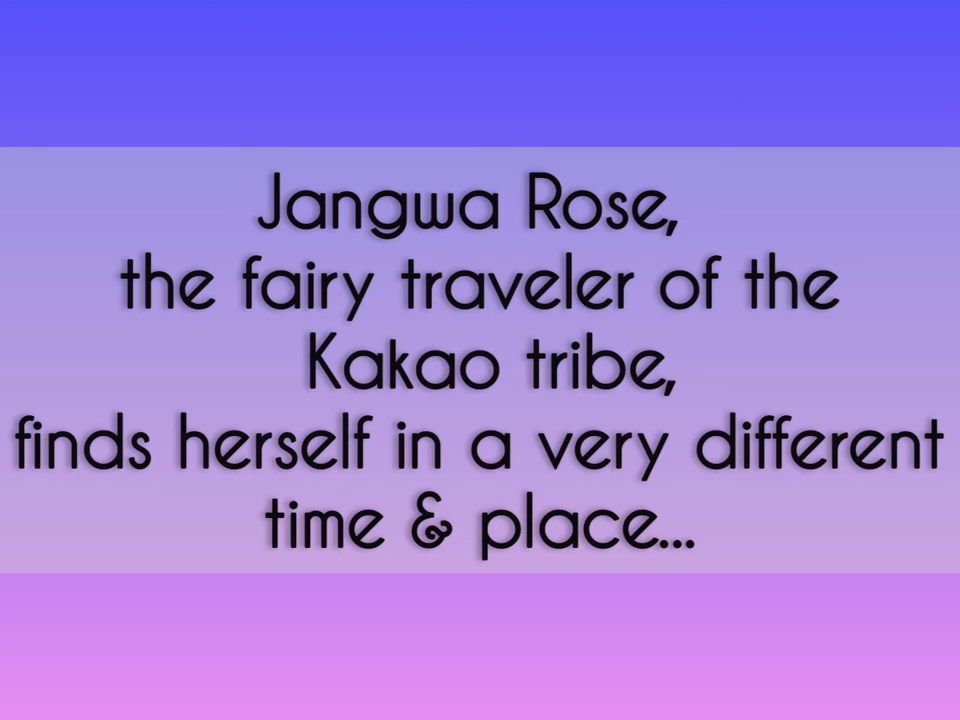 Jangwa Rose,
the fairy traveler of the
Kakao tribe,
finds herself in a very different
time & place...